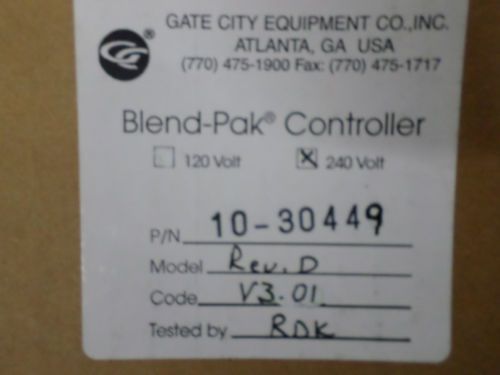 GATE CITY EQUIPMENT CO.,INC.
ATLANTA, GA USA
(770) 475-1900 Fax: (770) 475-1717
Blend-Pak® Controller
120 Volt 240 Volt
P/N 10-30449
Model Rev. D
Code V3.01
Tested by RDK